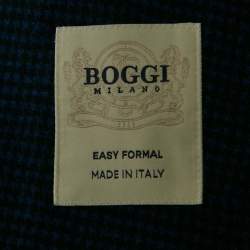 BOGGI
MILANO
EASY FORMAL
MADE IN ITALY